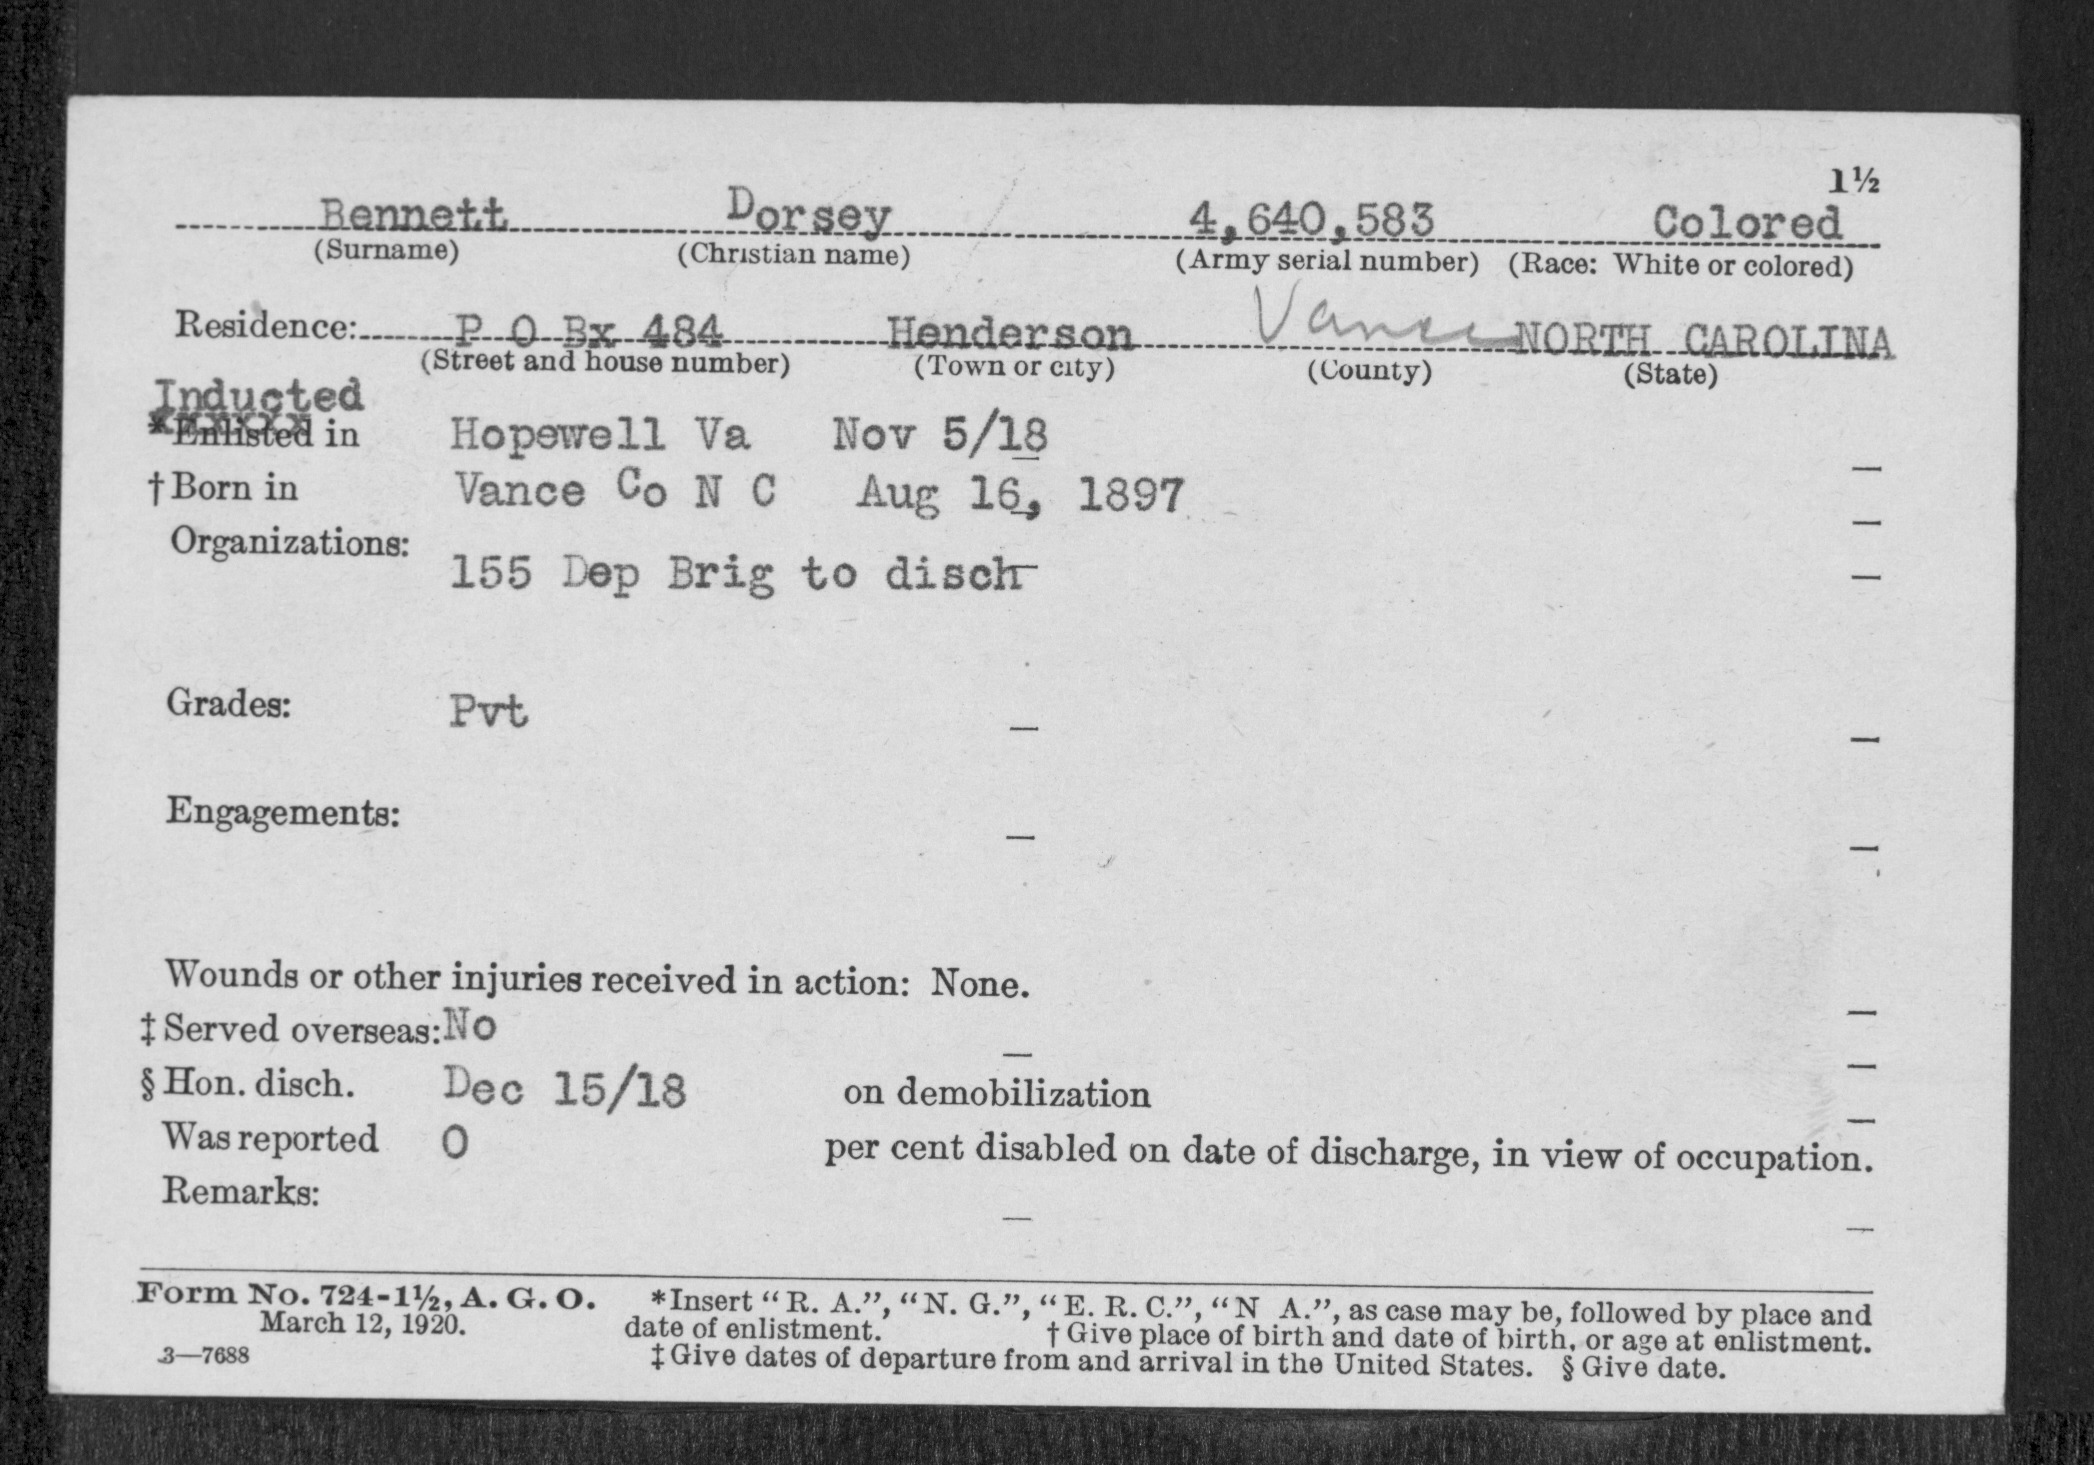 1½
Bennett Dorsey 4,640,583 Colored
(Surname) (Christian name) (Army serial number) (Race: White or colored)
Residence: P O Bx 484 Henderson Vance NORTH CAROLINA
(Street and house number) (Town or city) (County) (State)
Inducted
*Enlisted in Hopewell Va Nov 5/18
†Born in Vance Co N C Aug 16, 1897
Organizations:
155 Dep Brig to disch
Grades: Pvt
Engagements:
Wounds or other injuries received in action: None.
‡Served overseas: No
§Hon. disch. Dec 15/18 on demobilization
Was reported 0 per cent disabled on date of discharge, in view of occupation.
Remarks:
Form No. 724-1½, A. G. O. *Insert "R. A.", "N. G.", "E. R. C.", "N A.", as case may be, followed by place and
March 12, 1920. date of enlistment. †Give place of birth and date of birth, or age at enlistment.
3—7688 ‡Give dates of departure from and arrival in the United States. §Give date.